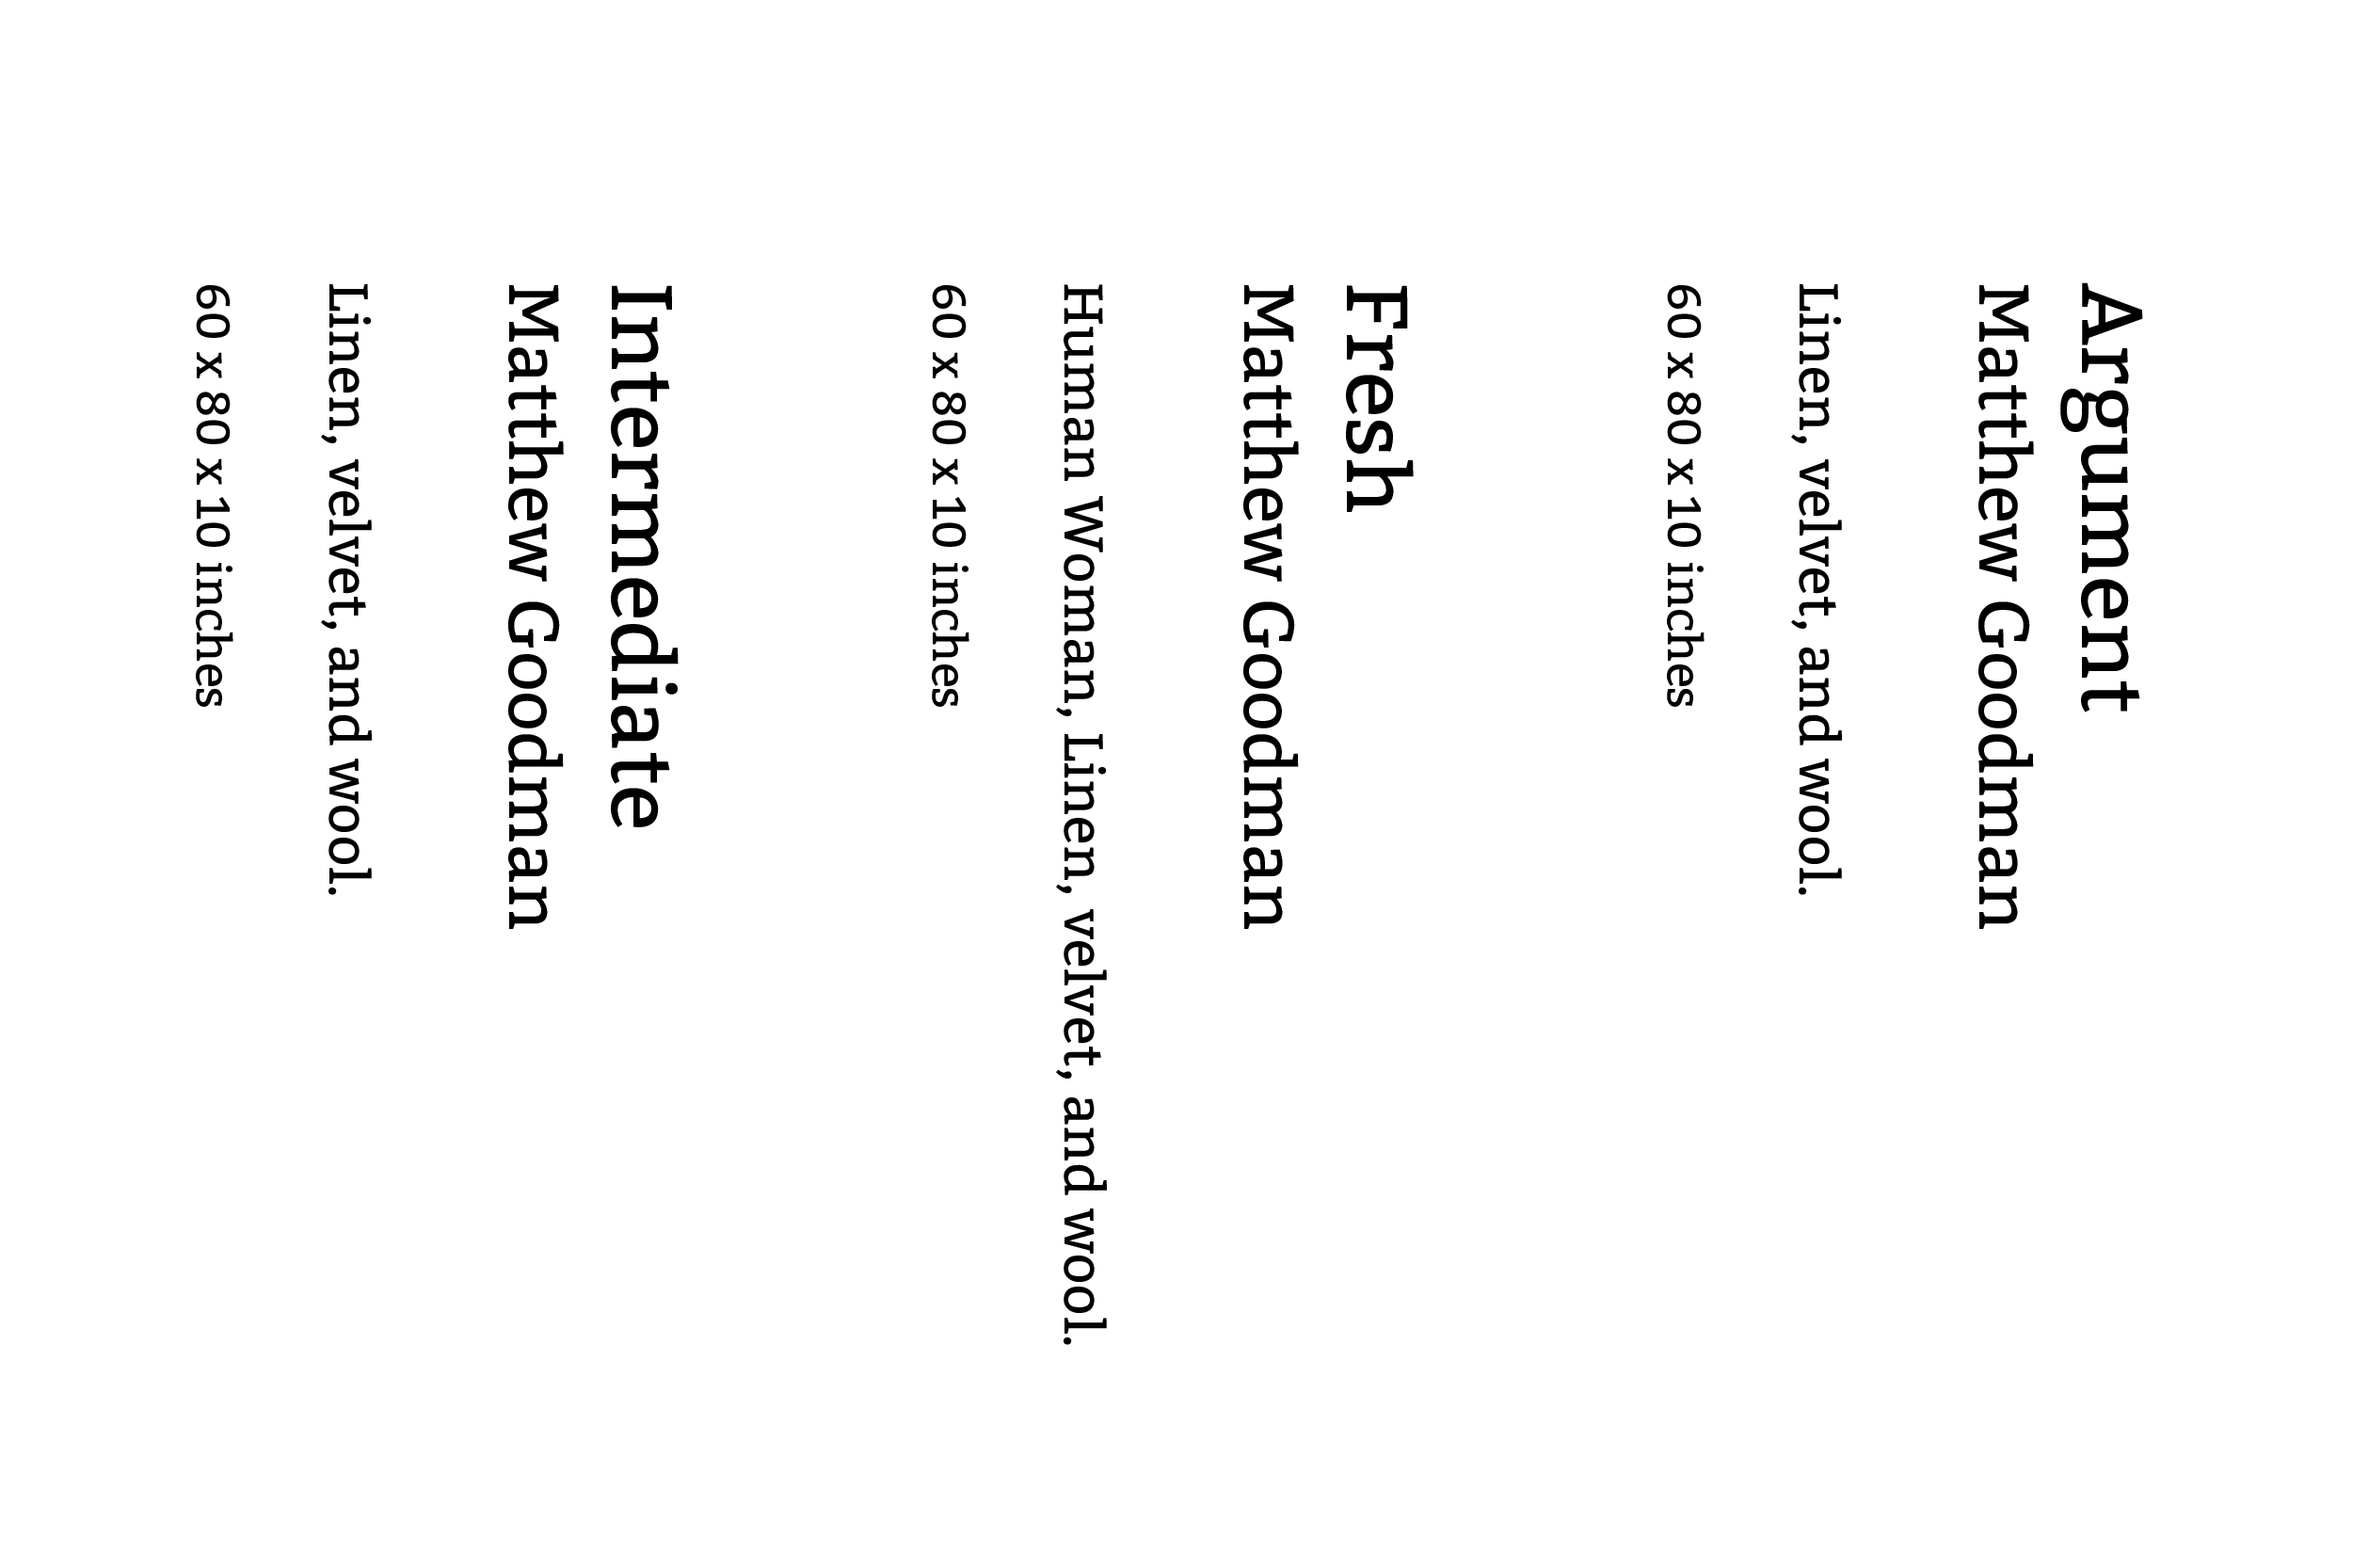 Argument
Matthew Goodman
Linen, velvet, and wool.
60 x 80 x 10 inches
Fresh
Matthew Goodman
Human Woman, Linen, velvet, and wool.
60 x 80 x 10 inches
Intermediate
Matthew Goodman
Linen, velvet, and wool.
60 x 80 x 10 inches